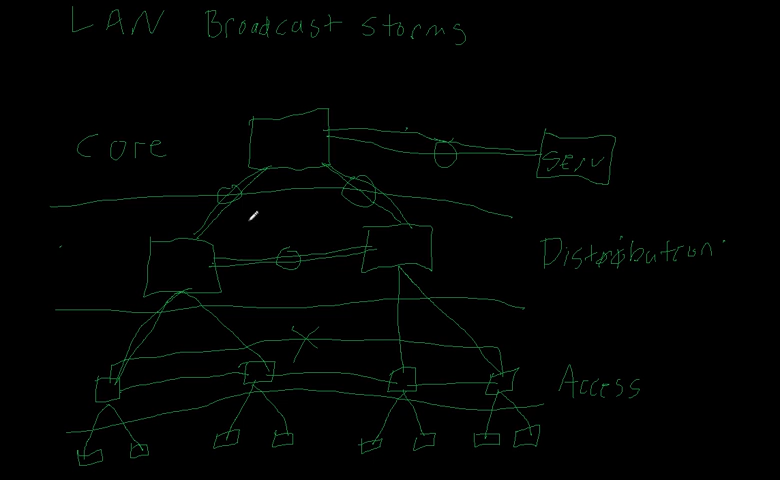 LAN Broadcast storms
Core
Serv
Distribution
Access